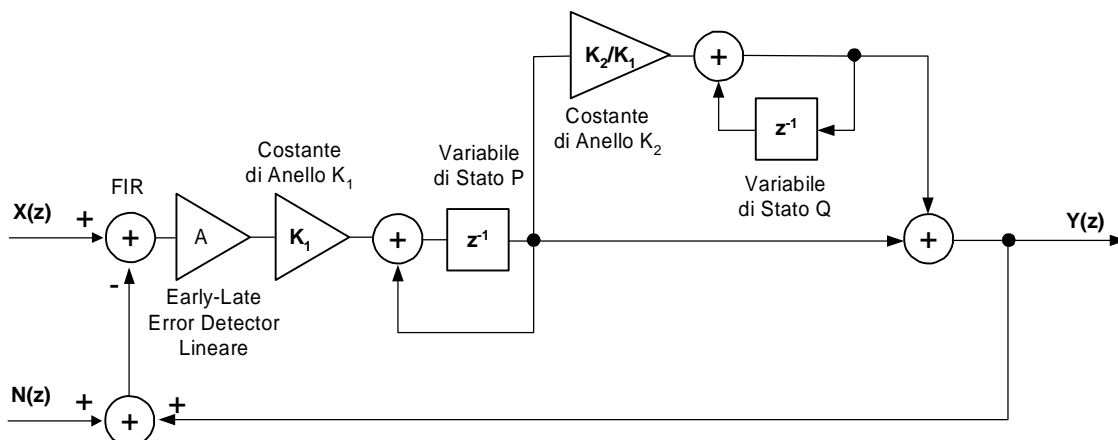 K₂/K₁
+
Costante
di Anello K₂
z⁻¹
Variabile
di Stato Q
Costante
di Anello K₁
Variabile
di Stato P
FIR
X(z)
+
+
A
K₁
+
z⁻¹
+
Y(z)
-
Early-Late
Error Detector
Lineare
N(z)
+
+
+